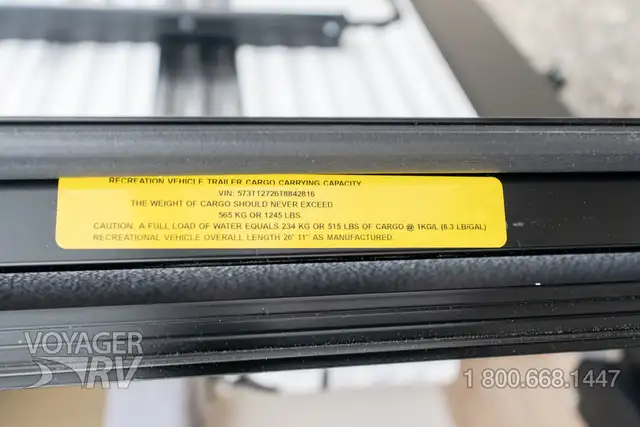 RECREATION VEHICLE TRAILER CARGO CARRYING CAPACITY
VIN: 573TT2726T8842816
THE WEIGHT OF CARGO SHOULD NEVER EXCEED
565 KG OR 1245 LBS.
CAUTION: A FULL LOAD OF WATER EQUALS 234 KG OR 515 LBS OF CARGO @ 1KG/L (8.3 LB/GAL)
RECREATIONAL VEHICLE OVERALL LENGTH 26' 11" AS MANUFACTURED.
VOYAGER
RV
1 800.668.1447